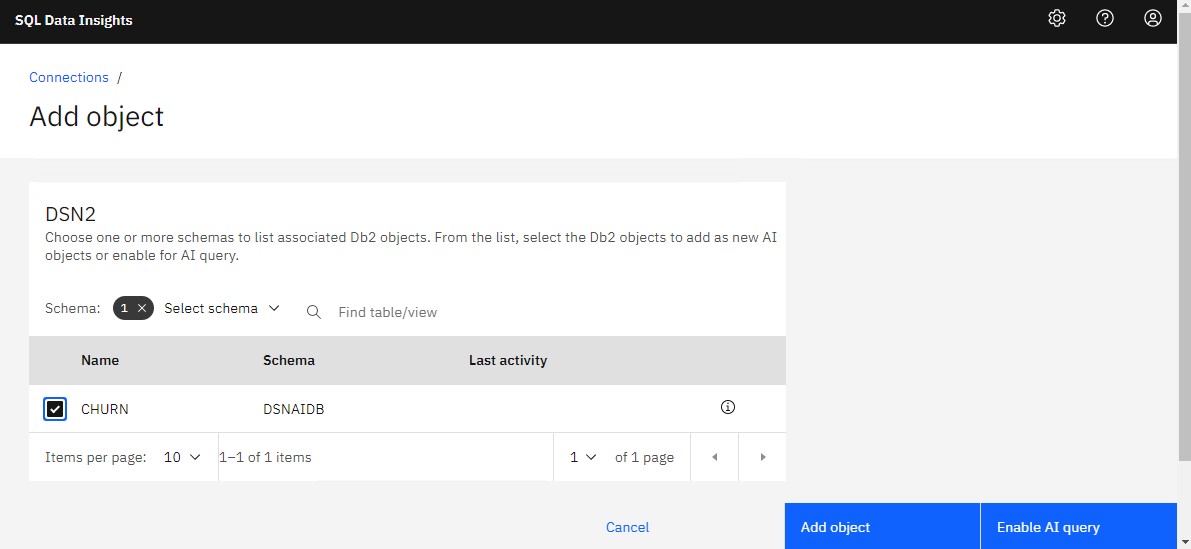 SQL Data Insights
Connections /
Add object
DSN2
Choose one or more schemas to list associated Db2 objects. From the list, select the Db2 objects to add as new AI
objects or enable for AI query.
Schema: 1 Select schema Find table/view
Name Schema Last activity
CHURN DSNAIDB
Items per page: 10 1–1 of 1 items 1 of 1 page
Cancel Add object Enable AI query